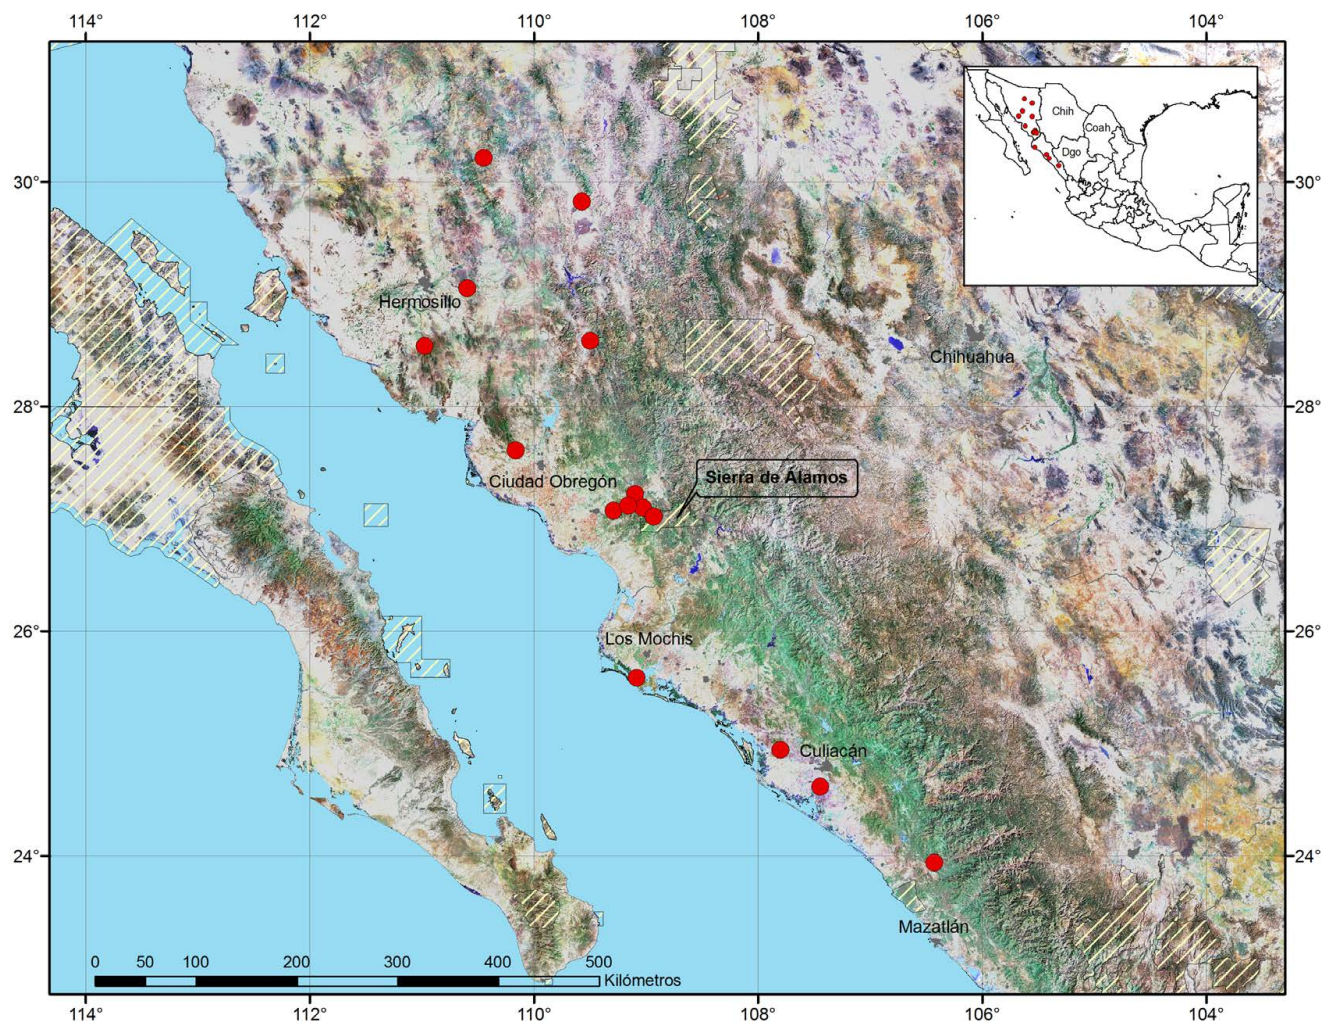 114°
112°
110°
108°
106°
104°
Chih
Coah
Dgo
30°
30°
Hermosillo
Chihuahua
28°
28°
Ciudad Obregón
Sierra de Álamos
26°
26°
Los Mochis
Culiacán
24°
24°
Mazatlán
0 50 100 200 300 400 500
Kilómetros
114°
112°
110°
108°
106°
104°